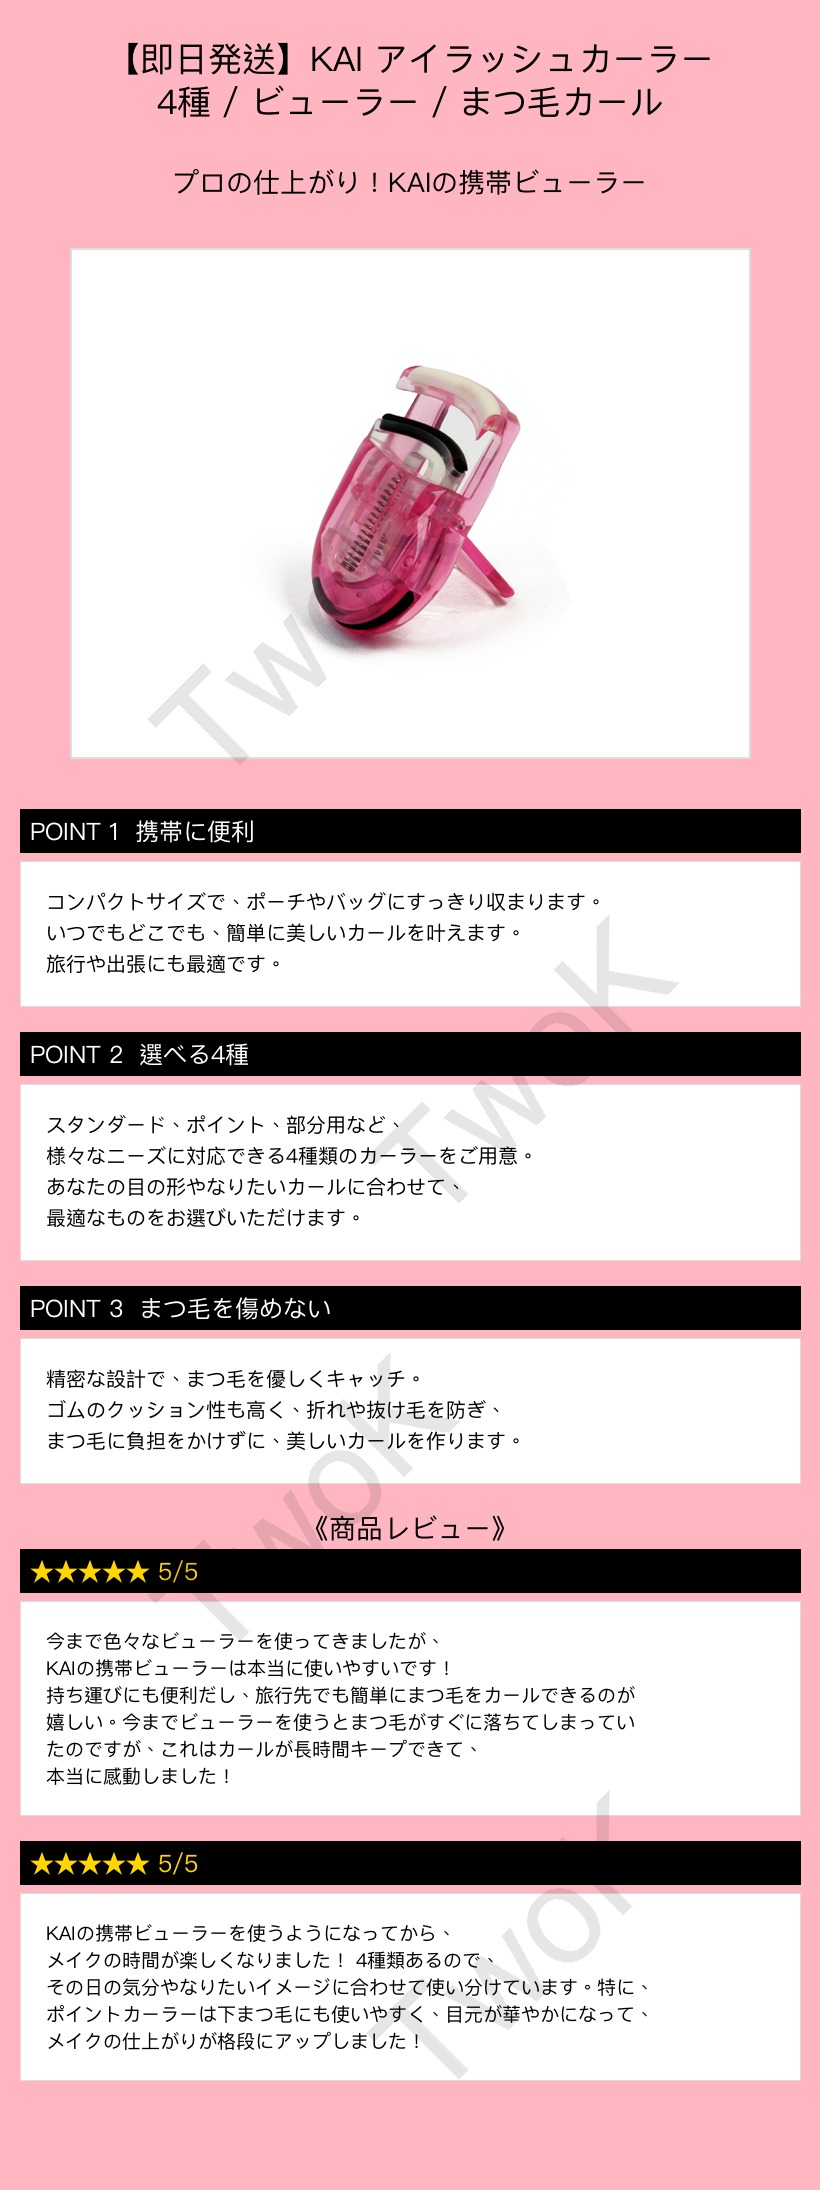 【即日発送】KAI アイラッシュカーラー
4種 / ビューラー / まつ毛カール
プロの仕上がり！KAIの携帯ビューラー
TwoK
POINT 1 携帯に便利
コンパクトサイズで、ポーチやバッグにすっきり収まります。
いつでもどこでも、簡単に美しいカールを叶えます。
旅行や出張にも最適です。
TwoK
POINT 2 選べる4種
スタンダード、ポイント、部分用など、
様々なニーズに対応できる4種類のカーラーをご用意。
あなたの目の形やなりたいカールに合わせて、
最適なものをお選びいただけます。
POINT 3 まつ毛を傷めない
精密な設計で、まつ毛を優しくキャッチ。
ゴムのクッション性も高く、折れや抜け毛を防ぎ、
まつ毛に負担をかけずに、美しいカールを作ります。
TwoK
《商品レビュー》
★★★★★ 5/5
今まで色々なビューラーを使ってきましたが、
KAIの携帯ビューラーは本当に使いやすいです！
持ち運びにも便利だし、旅行先でも簡単にまつ毛をカールできるのが
嬉しい。今までビューラーを使うとまつ毛がすぐに落ちてしまってい
たのですが、これはカールが長時間キープできて、
本当に感動しました！
★★★★★ 5/5
KAIの携帯ビューラーを使うようになってから、
メイクの時間が楽しくなりました！ 4種類あるので、
その日の気分やなりたいイメージに合わせて使い分けています。特に、
ポイントカーラーは下まつ毛にも使いやすく、目元が華やかになって、
メイクの仕上がりが格段にアップしました！
TwoK